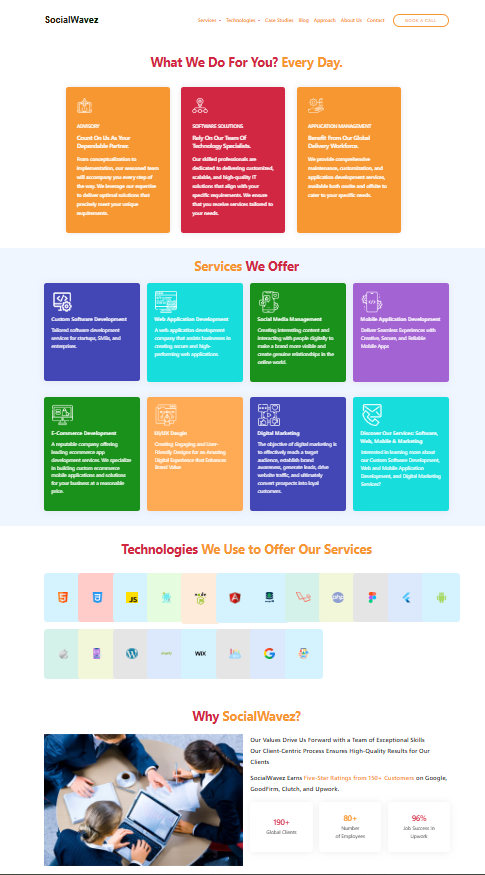 SocialWavez
Services
Technologies
Case Studies
Blog
Approach
About Us
Contact
BOOK A CALL
What We Do For You? Every Day.
ADVISORY
Count On Us As Your
Dependable Partner.
From conceptualization to
implementation, our seasoned team
will accompany you every step of
the way. We leverage our expertise
to deliver optimal solutions that
precisely meet your unique
requirements.
SOFTWARE SOLUTIONS
Rely On Our Team Of
Technology Specialists.
Our skilled professionals are
dedicated to delivering customized,
scalable, and high-quality IT
solutions that align with your
specific requirements. We ensure
that you receive services tailored to
your needs.
APPLICATION MANAGEMENT
Benefit From Our Global
Delivery Workforce.
We provide comprehensive
maintenance, customization, and
application development services,
available both onsite and offsite to
cater to your specific needs.
Services We Offer
Custom Software Development
Tailored software development
services for startups, SMBs, and
enterprises.
Web Application Development
A web application development
company that assists businesses in
creating secure and high-
performing web applications.
Social Media Management
Creating interesting content and
interacting with people digitally to
make a brand more visible and
create genuine relationships in the
online world.
Mobile Application Development
Deliver Seamless Experiences with
Creative, Secure, and Reliable
Mobile Apps
E-Commerce Development
A reputable company offering
leading ecommerce app
development services. We specialize
in building custom ecommerce
mobile applications and solutions
for your business at a reasonable
price.
UI/UX Design
Creating Engaging and User-
Friendly Designs for an Amazing
Digital Experience that Enhances
Brand Value
Digital Marketing
The objective of digital marketing is
to effectively reach a target
audience, establish brand
awareness, generate leads, drive
website traffic, and ultimately
convert prospects into loyal
customers.
Discover Our Services: Software,
Web, Mobile & Marketing
Interested in learning more about
our Custom Software Development,
Web and Mobile Application
Development, and Digital Marketing
Services?
Technologies We Use to Offer Our Services
JS
php
WIX
Why SocialWavez?
Our Values Drive Us Forward with a Team of Exceptional Skills
Our Client-Centric Process Ensures High-Quality Results for Our
Clients
SocialWavez Earns Five-Star Ratings from 150+ Customers on Google,
GoodFirm, Clutch, and Upwork.
190+
Global Clients
80+
Number
of Employees
96%
Job Success in
Upwork